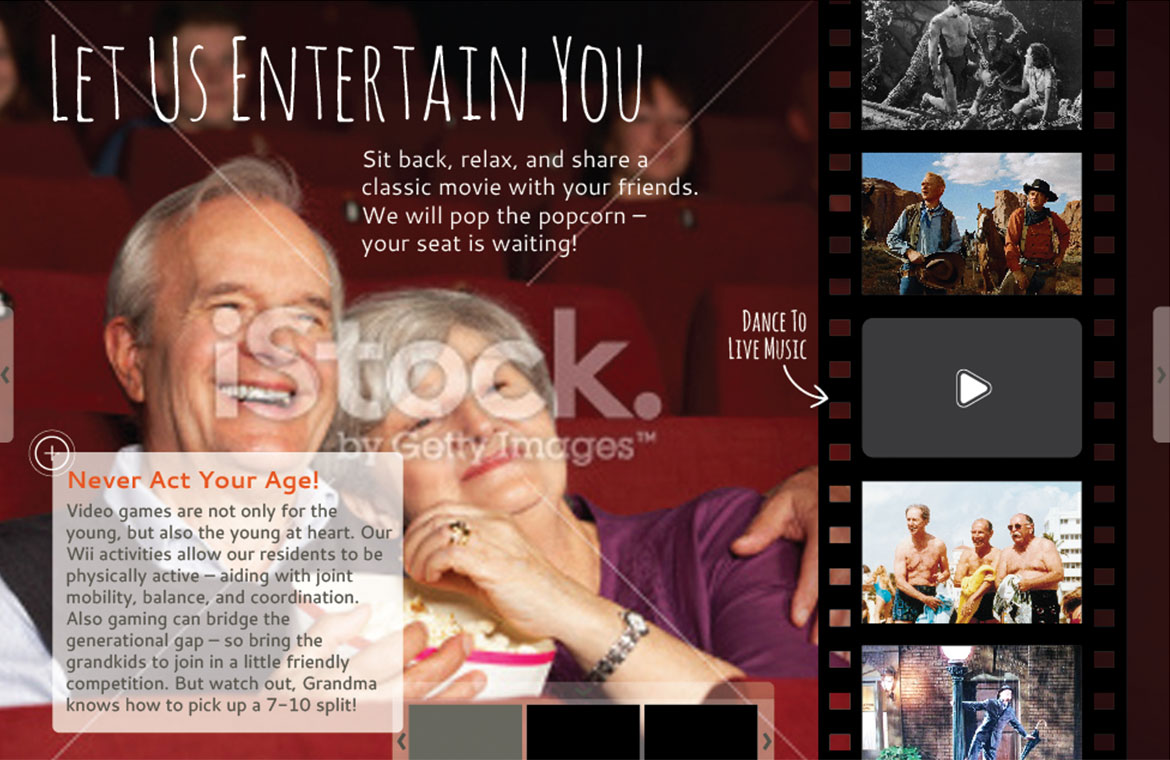 Let Us Entertain You
Sit back, relax, and share a
classic movie with your friends.
We will pop the popcorn –
your seat is waiting!
iStock.
by Getty Images™
Dance To
Live Music
Never Act Your Age!
Video games are not only for the
young, but also the young at heart. Our
Wii activities allow our residents to be
physically active – aiding with joint
mobility, balance, and coordination.
Also gaming can bridge the
generational gap – so bring the
grandkids to join in a little friendly
competition. But watch out, Grandma
knows how to pick up a 7-10 split!